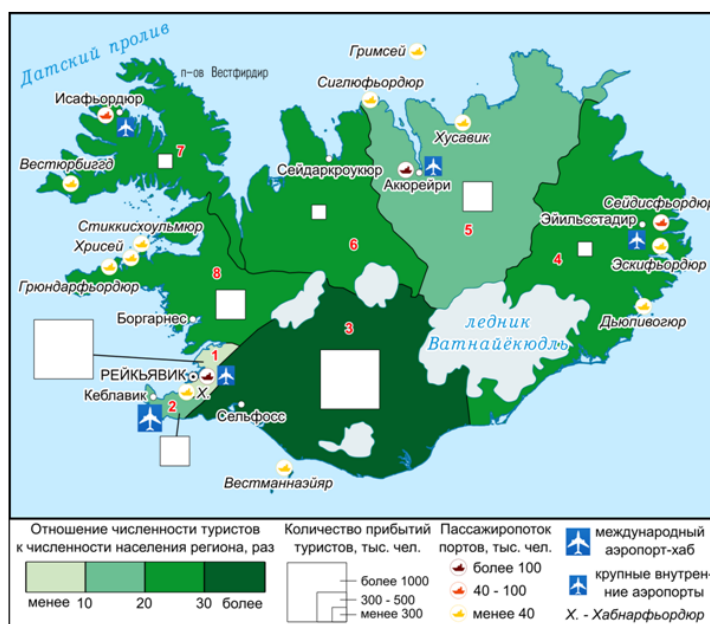 Датский пролив
Гримсей
п-ов Вестфирдир
Сиглюфьордюр
Исафьордюр
Хусавик
7
Сейдаркроукюр
Вестюрбиггд
Акюрейри
Сейдисфьордюр
Стиккисхоульмюр
Эйильсстадир
Хрисей
6
5
4
Эскифьордюр
8
Грюндарфьордюр
Дьюпивогюр
Боргарнес
3
ледник
Ватнайёкюдль
1
РЕЙКЬЯВИК
Х.
Кеблавик
2
Сельфосс
Вестманнаэйяр
Отношение численности туристов
к численности населения региона, раз
менее 10 20 30 более
Количество прибытий
туристов, тыс. чел.
более 1000
300 - 500
менее 300
Пассажиропоток
портов, тыс. чел.
более 100
40 - 100
менее 40
международный
аэропорт-хаб
крупные внутрен-
ние аэропорты
Х. - Хабнарфьордюр